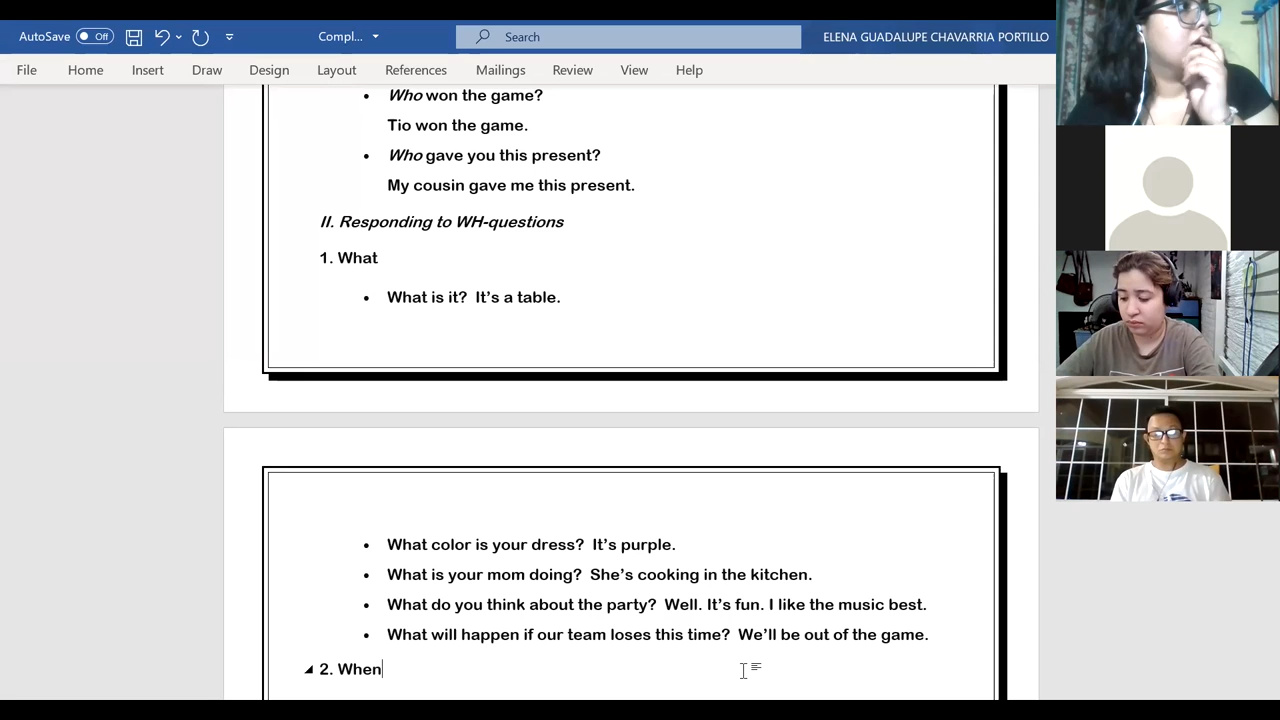 AutoSave Off Compl... Search ELENA GUADALUPE CHAVARRIA PORTILLO
File Home Insert Draw Design Layout References Mailings Review View Help
• Who won the game?
Tio won the game.
• Who gave you this present?
My cousin gave me this present.
II. Responding to WH-questions
1. What
• What is it? It’s a table.
• What color is your dress? It’s purple.
• What is your mom doing? She’s cooking in the kitchen.
• What do you think about the party? Well. It’s fun. I like the music best.
• What will happen if our team loses this time? We’ll be out of the game.
2. When